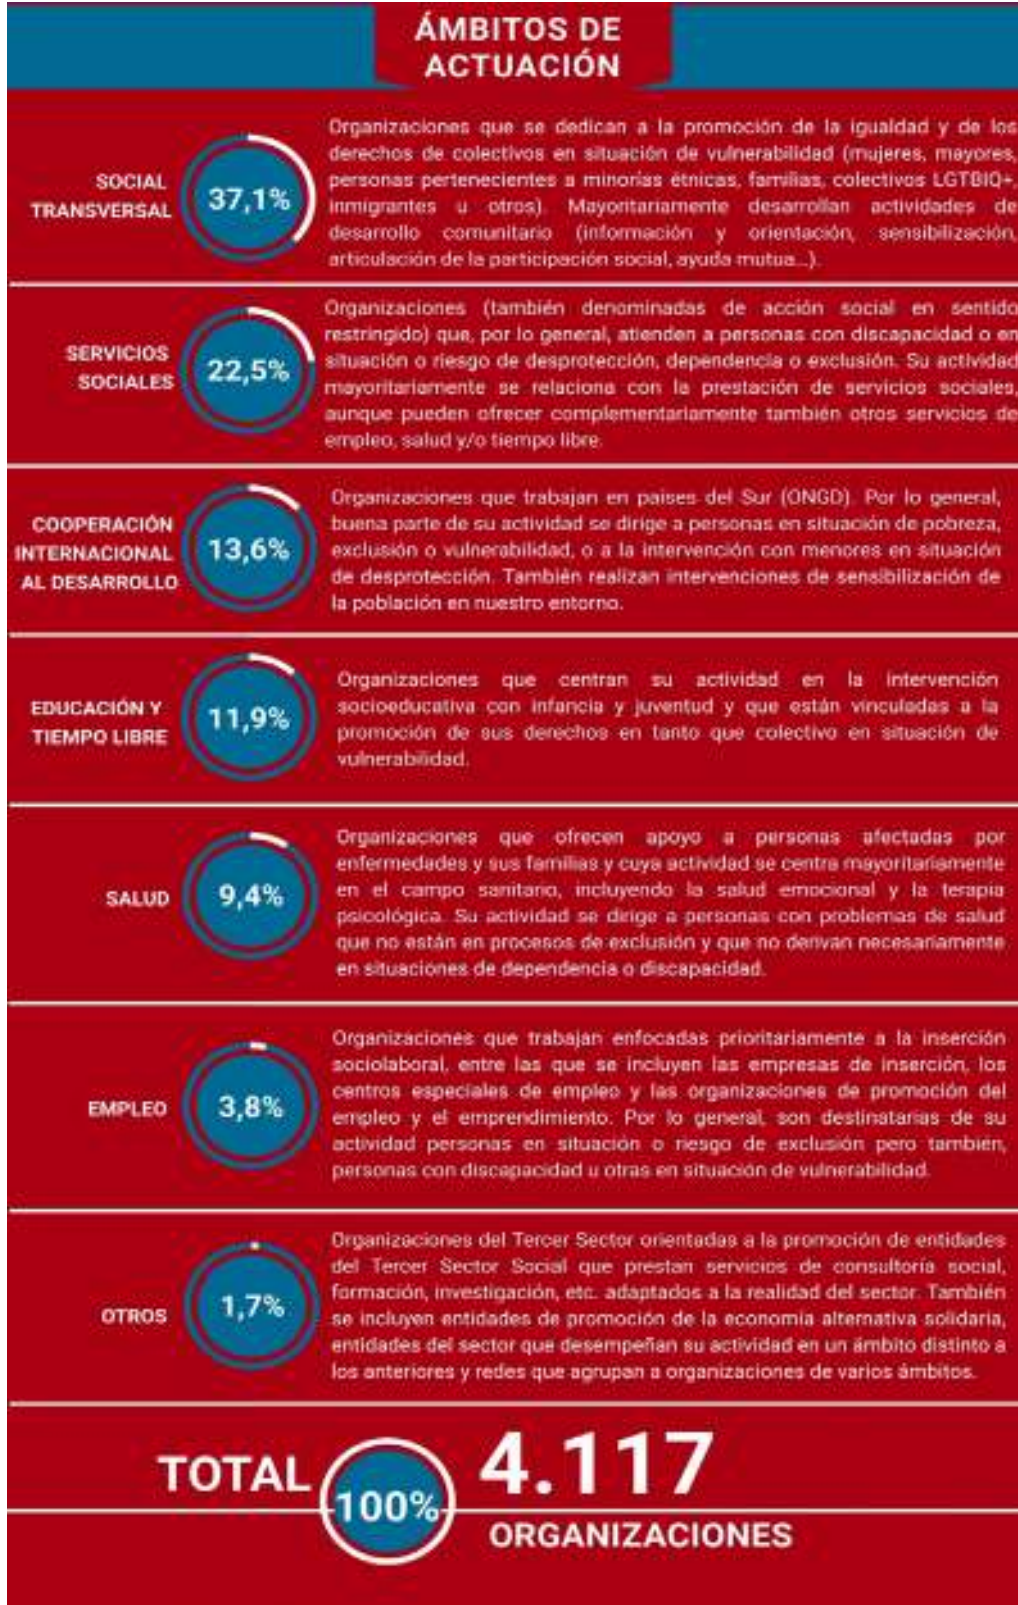 ÁMBITOS DE
ACTUACIÓN
SOCIAL
TRANSVERSAL
37,1%
Organizaciones que se dedican a la promoción de la igualdad y de los
derechos de colectivos en situación de vulnerabilidad (mujeres, mayores,
personas pertenecientes a minorías étnicas, familias, colectivos LGTBIQ+,
inmigrantes u otros). Mayoritariamente desarrollan actividades de
desarrollo comunitario (información y orientación, sensibilización,
articulación de la participación social, ayuda mutua...).
SERVICIOS
SOCIALES
22,5%
Organizaciones (también denominadas de acción social en sentido
restringido) que, por lo general, atienden a personas con discapacidad o en
situación o riesgo de desprotección, dependencia o exclusión. Su actividad
mayoritariamente se relaciona con la prestación de servicios sociales,
aunque pueden ofrecer complementariamente también otros servicios de
empleo, salud y/o tiempo libre.
COOPERACIÓN
INTERNACIONAL
AL DESARROLLO
13,6%
Organizaciones que trabajan en países del Sur (ONGD). Por lo general,
buena parte de su actividad se dirige a personas en situación de pobreza,
exclusión o vulnerabilidad, o a la intervención con menores en situación
de desprotección. También realizan intervenciones de sensibilización de
la población en nuestro entorno.
EDUCACIÓN Y
TIEMPO LIBRE
11,9%
Organizaciones que centran su actividad en la intervención
socioeducativa con infancia y juventud y que están vinculadas a la
promoción de sus derechos en tanto que colectivo en situación de
vulnerabilidad.
SALUD
9,4%
Organizaciones que ofrecen apoyo a personas afectadas por
enfermedades y sus familias y cuya actividad se centra mayoritariamente
en el campo sanitario, incluyendo la salud emocional y la terapia
psicológica. Su actividad se dirige a personas con problemas de salud
que no están en procesos de exclusión y que no derivan necesariamente
en situaciones de dependencia o discapacidad.
EMPLEO
3,8%
Organizaciones que trabajan enfocadas prioritariamente a la inserción
sociolaboral, entre las que se incluyen las empresas de inserción, los
centros especiales de empleo y las organizaciones de promoción del
empleo y el emprendimiento. Por lo general, son destinatarias de su
actividad personas en situación o riesgo de exclusión pero también,
personas con discapacidad u otras en situación de vulnerabilidad.
OTROS
1,7%
Organizaciones del Tercer Sector orientadas a la promoción de entidades
del Tercer Sector Social que prestan servicios de consultoría social,
formación, investigación, etc. adaptados a la realidad del sector. También
se incluyen entidades de promoción de la economía alternativa solidaria,
entidades del sector que desempeñan su actividad en un ámbito distinto a
los anteriores y redes que agrupan a organizaciones de varios ámbitos.
TOTAL
100%
4.117
ORGANIZACIONES